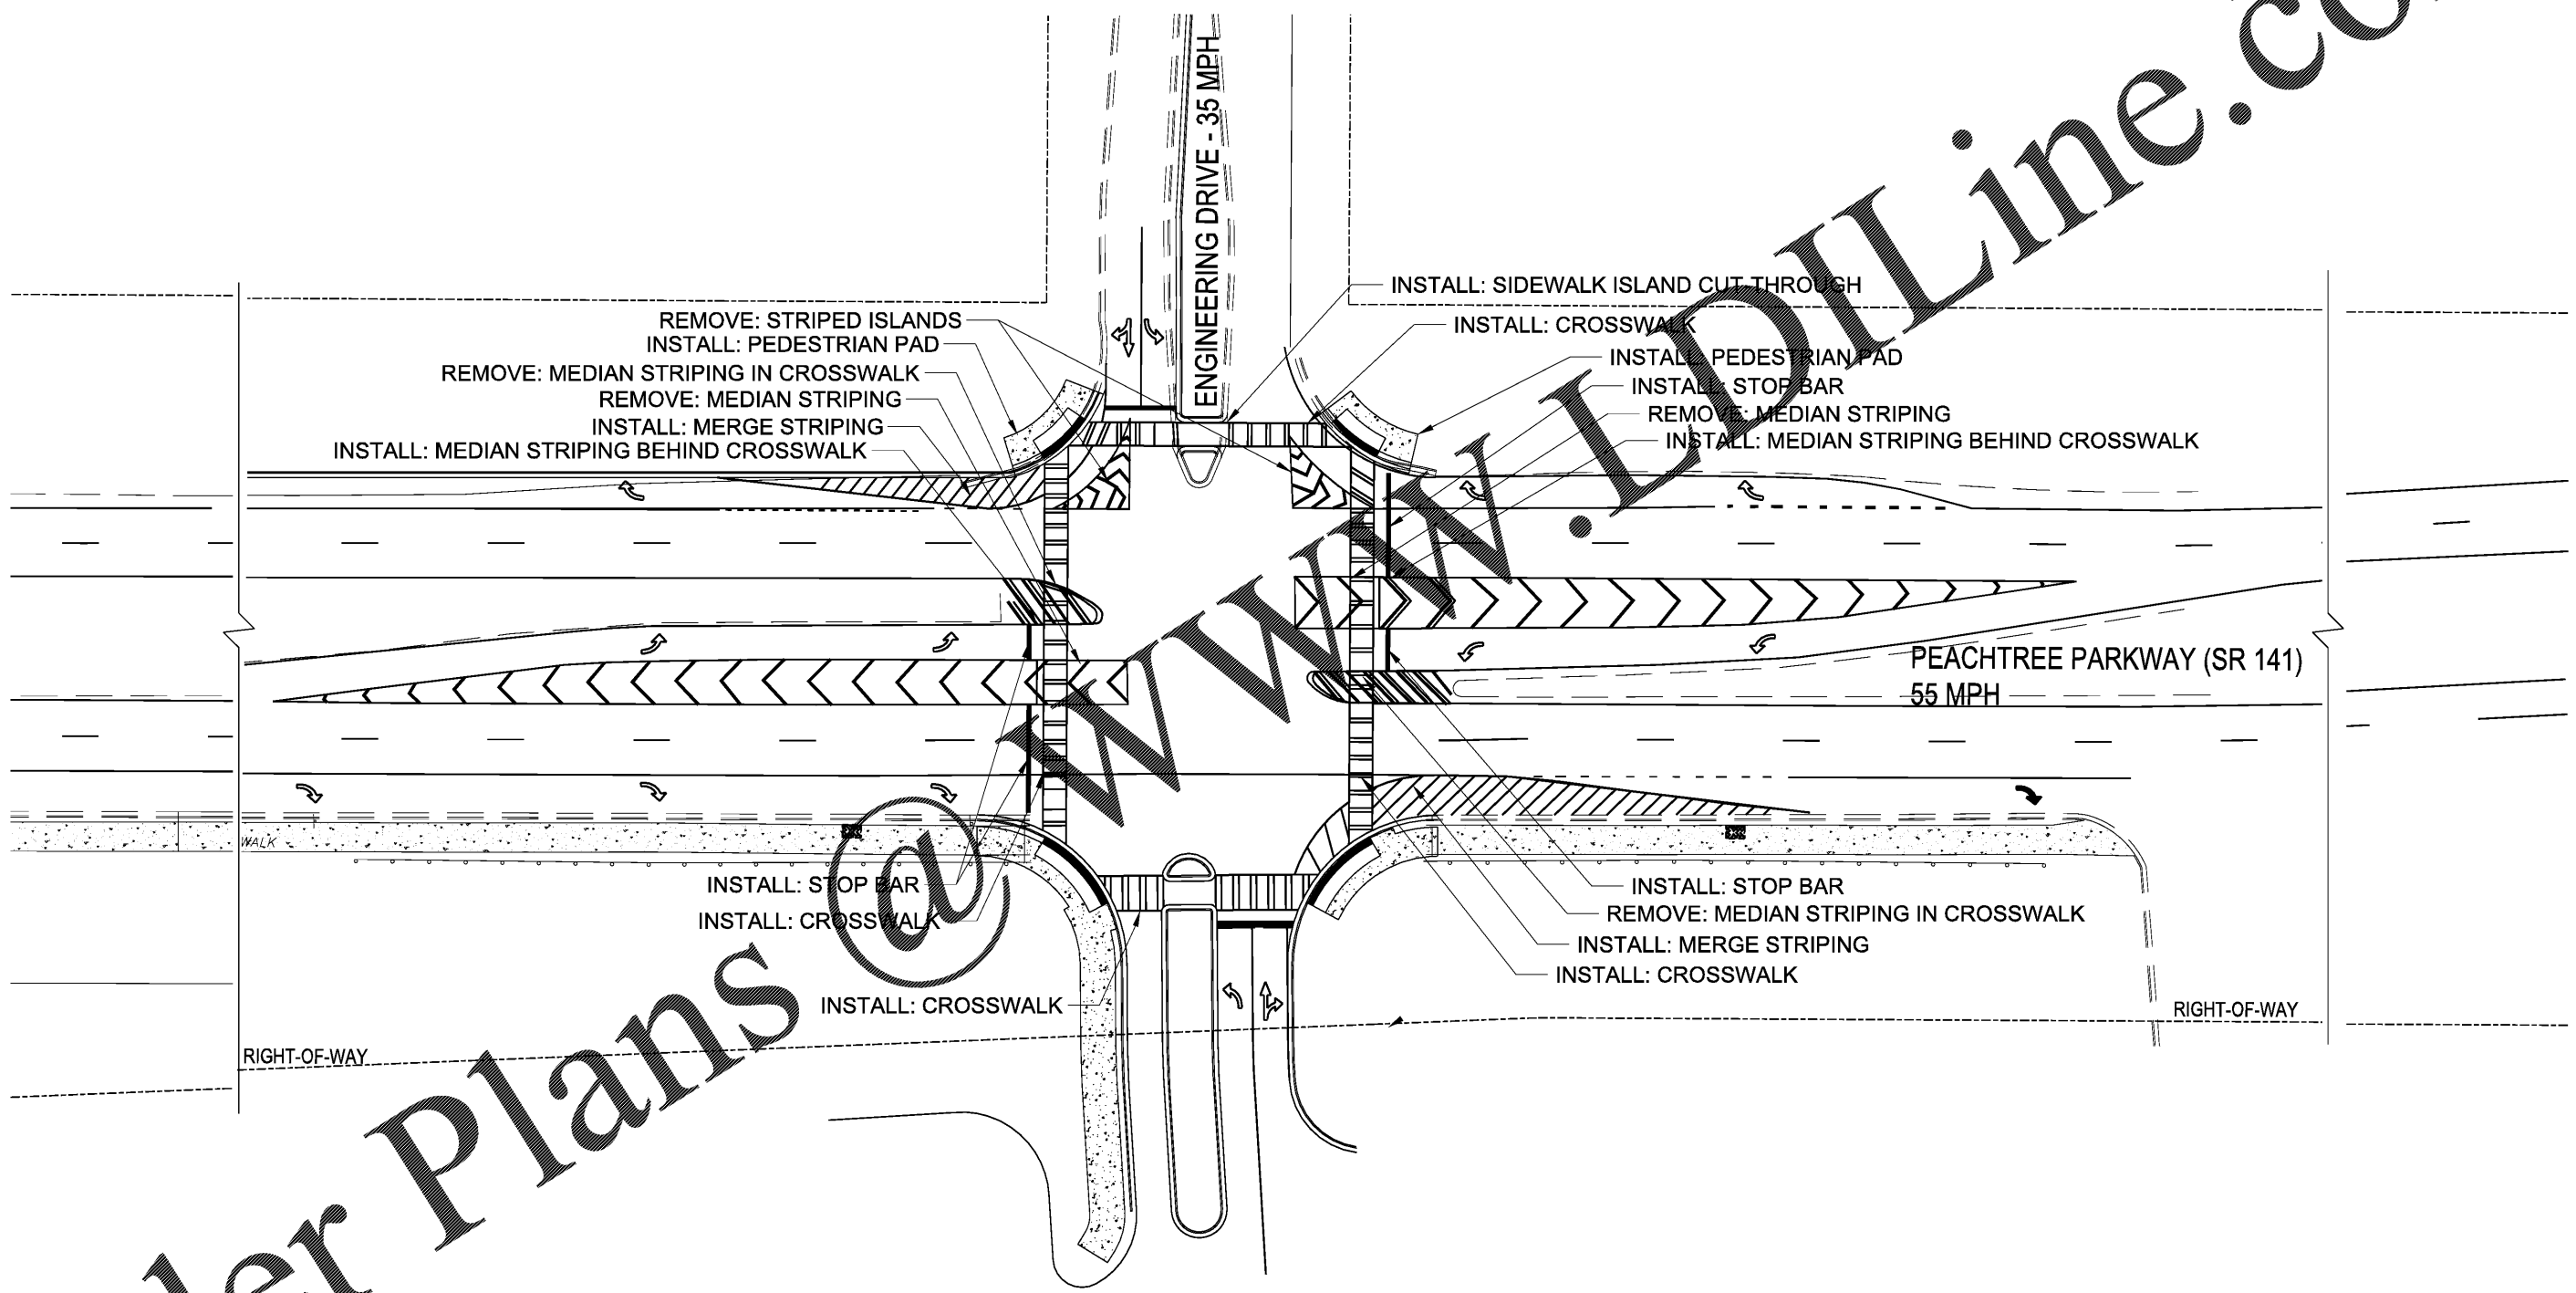 ENGINEERING DRIVE - 35 MPH
INSTALL: SIDEWALK ISLAND CUT-THROUGH
REMOVE: STRIPED ISLANDS
INSTALL: CROSSWALK
INSTALL: PEDESTRIAN PAD
INSTALL: PEDESTRIAN PAD
REMOVE: MEDIAN STRIPING IN CROSSWALK
INSTALL: STOP BAR
REMOVE: MEDIAN STRIPING
REMOVE: MEDIAN STRIPING
INSTALL: MERGE STRIPING
INSTALL: MEDIAN STRIPING BEHIND CROSSWALK
INSTALL: MEDIAN STRIPING BEHIND CROSSWALK
PEACHTREE PARKWAY (SR 141)
55 MPH
WALK
INSTALL: STOP BAR
INSTALL: STOP BAR
REMOVE: MEDIAN STRIPING IN CROSSWALK
INSTALL: CROSSWALK
INSTALL: MERGE STRIPING
INSTALL: CROSSWALK
INSTALL: CROSSWALK
RIGHT-OF-WAY
RIGHT-OF-WAY
Plans @ www.LDILine.co